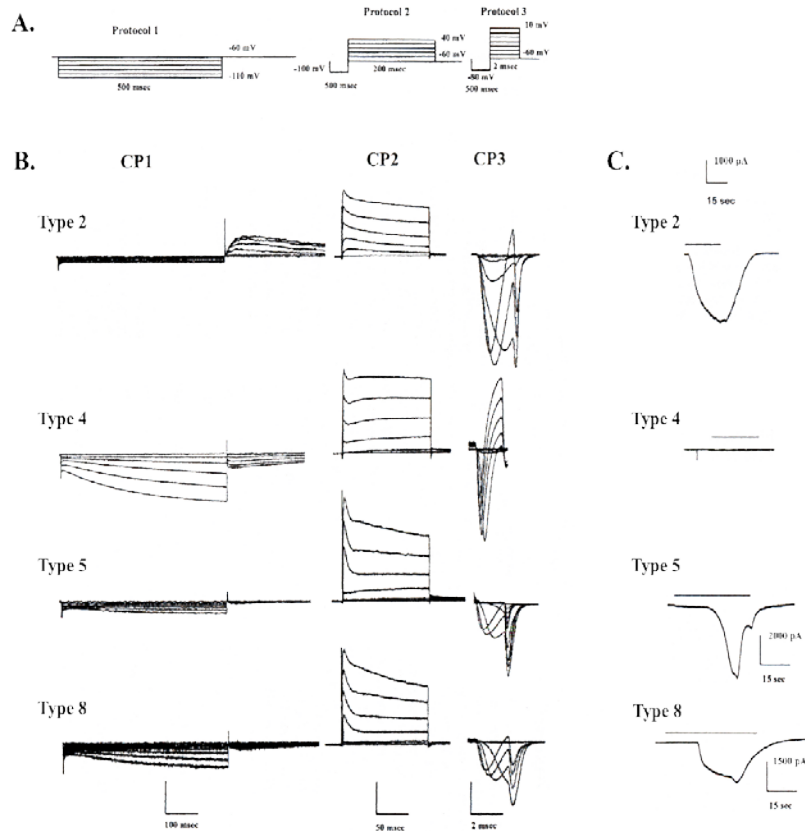 A.
Protocol 1
-60 mV
-110 mV
500 msec
Protocol 2
40 mV
-60 mV
-100 mV
200 msec
500 msec
Protocol 3
10 mV
-60 mV
2 msec
-80 mV
500 msec
B.
CP1
CP2
CP3
C.
1000 pA
15 sec
Type 2
Type 2
Type 4
Type 4
Type 5
Type 5
2000 pA
15 sec
Type 8
Type 8
1500 pA
15 sec
100 msec
50 msec
2 msec